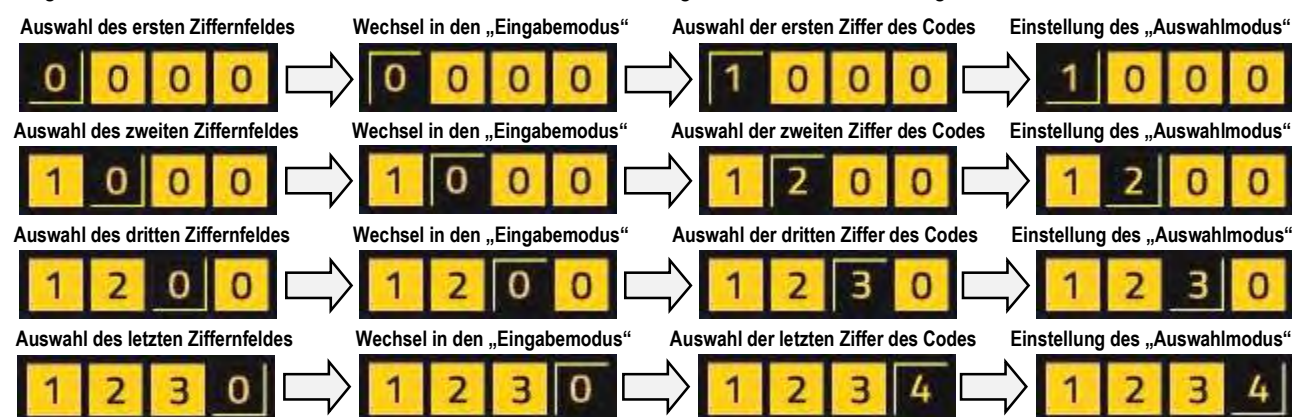 Auswahl des ersten Ziffernfeldes Wechsel in den „Eingabemodus“ Auswahl der ersten Ziffer des Codes Einstellung des „Auswahlmodus“
0 0 0 0 0 0 0 0 1 0 0 0 1 0 0 0
Auswahl des zweiten Ziffernfeldes Wechsel in den „Eingabemodus“ Auswahl der zweiten Ziffer des Codes Einstellung des „Auswahlmodus“
1 0 0 0 1 0 0 0 1 2 0 0 1 2 0 0
Auswahl des dritten Ziffernfeldes Wechsel in den „Eingabemodus“ Auswahl der dritten Ziffer des Codes Einstellung des „Auswahlmodus“
1 2 0 0 1 2 0 0 1 2 3 0 1 2 3 0
Auswahl des letzten Ziffernfeldes Wechsel in den „Eingabemodus“ Auswahl der letzten Ziffer des Codes Einstellung des „Auswahlmodus“
1 2 3 0 1 2 3 0 1 2 3 4 1 2 3 4